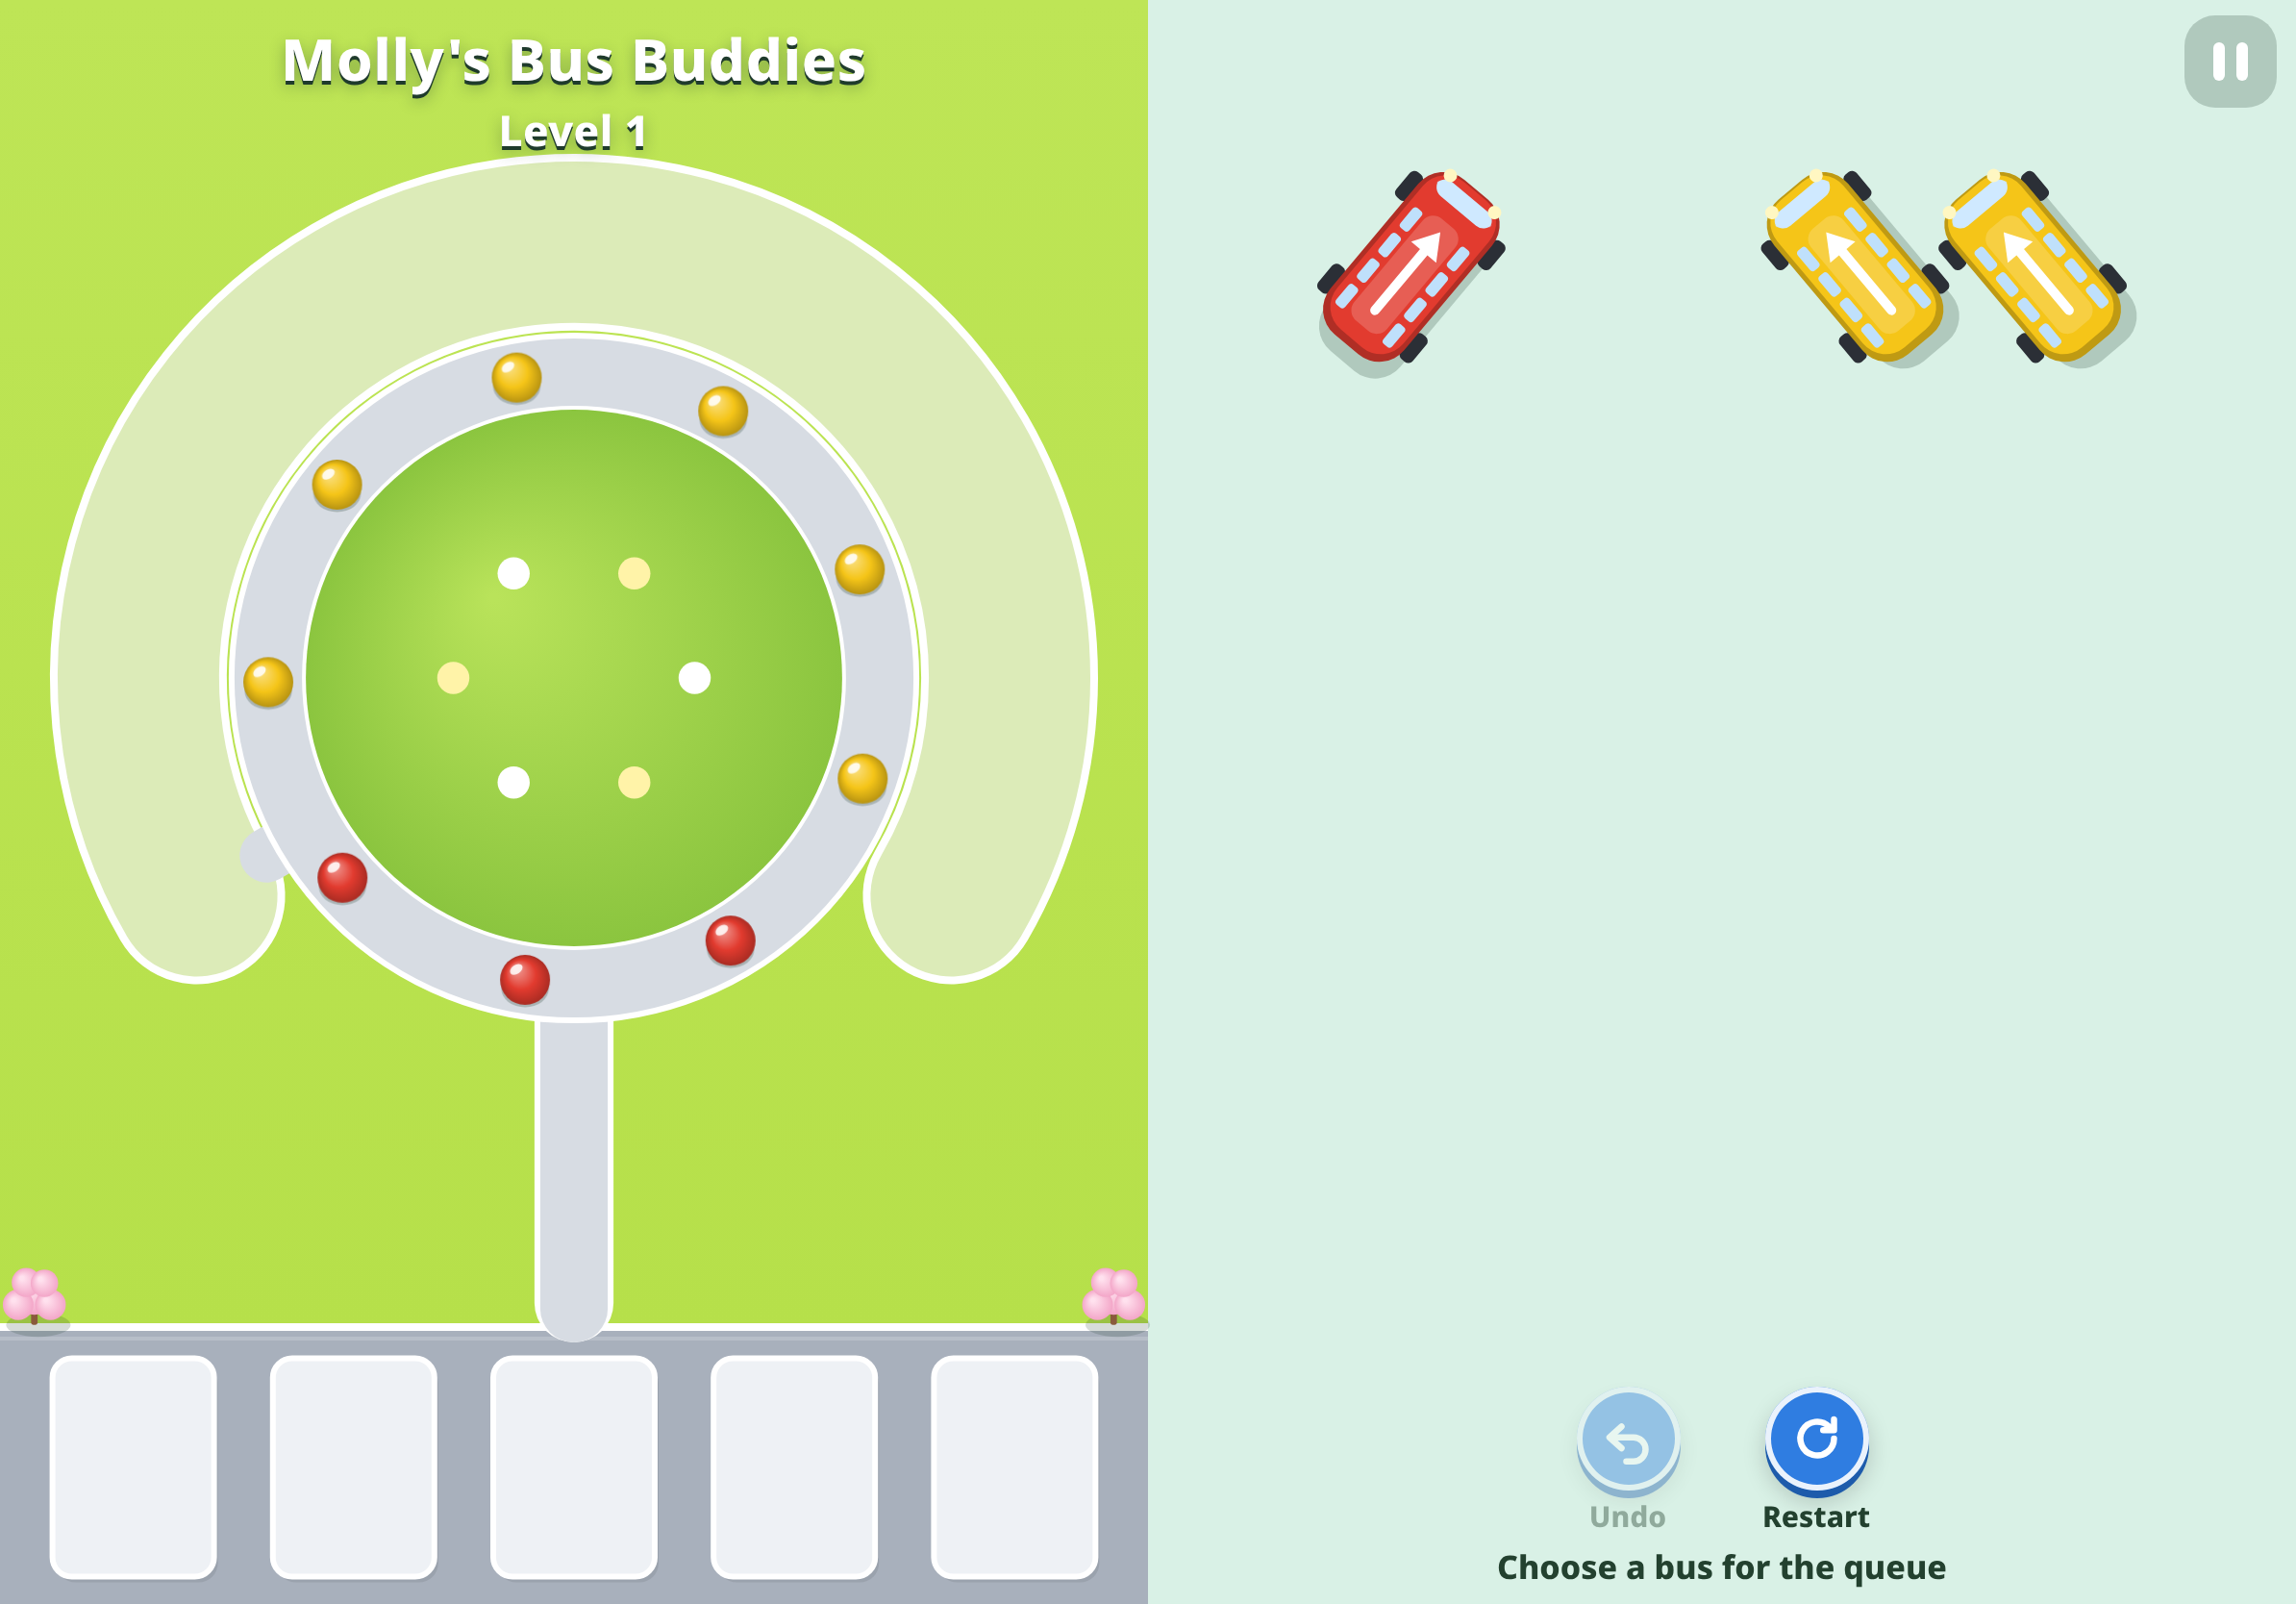 Molly's Bus Buddies
Level 1
Undo
Restart
Choose a bus for the queue